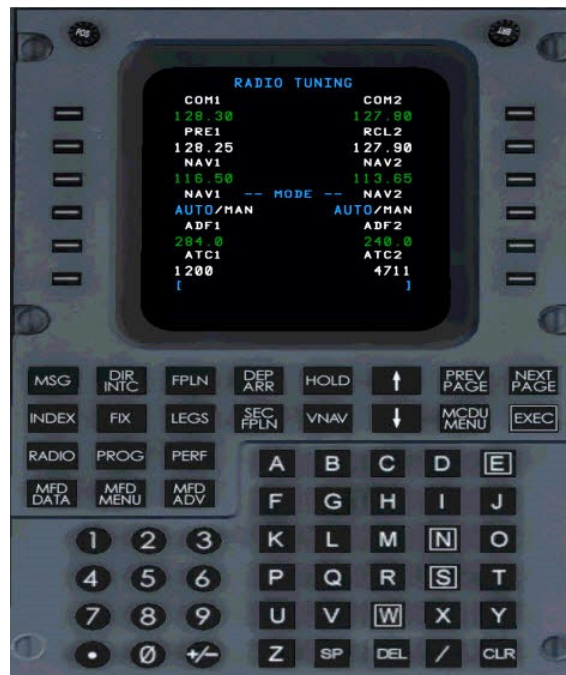 POS
BRT
RADIO TUNING
COM1 COM2
128.30 127.80
PRE1 RCL2
128.25 127.90
NAV1 NAV2
116.50 113.65
NAV1 -- MODE -- NAV2
AUTO/MAN AUTO/MAN
ADF1 ADF2
284.0 240.0
ATC1 ATC2
1200 4711
[ ]
MSG DIR INTC FPLN DEP ARR HOLD ↑ PREV PAGE NEXT PAGE
INDEX FIX LEGS SEC FPLN VNAV ↓ MCDU MENU EXEC
RADIO PROG PERF
MFD DATA MFD MENU MFD ADV
A B C D E
F G H I J
1 2 3 K L M N O
4 5 6 P Q R S T
7 8 9 U V W X Y
. 0 +/- Z SP DEL / CLR